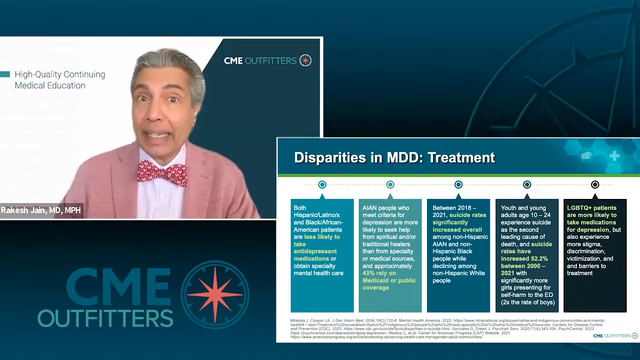 High-Quality Continuing
Medical Education
CME OUTFITTERS
Rakesh Jain, MD, MPH
CME
OUTFITTERS
Disparities in MDD: Treatment
Both
Hispanic/Latino/x
and Black/African-
American patients
are less likely to
take
antidepressant
medications or
obtain specialty
mental health care
AIAN people who
meet criteria for
depression are more
likely to seek help
from spiritual and/or
traditional healers than
from specialty
or medical sources,
and approximately
43% rely on
Medicaid or public
coverage
Between 2018 –
2021, suicide rates
significantly
increased overall
among non-Hispanic
AIAN and non-
Hispanic Black
people while
declining among
non-Hispanic White
people
Youth and young
adults age 10 – 24
experience suicide
as the second
leading cause of
death, and suicide
rates have
increased 52.2%
between 2000 –
2021 with
significantly more
girls presenting for
self-harm to the ED
(2x the rate of boys)
LGBTQ+ patients
are more likely to
take medications
for depression, but
also experience
more stigma,
discrimination,
victimization, and
and barriers to
treatment